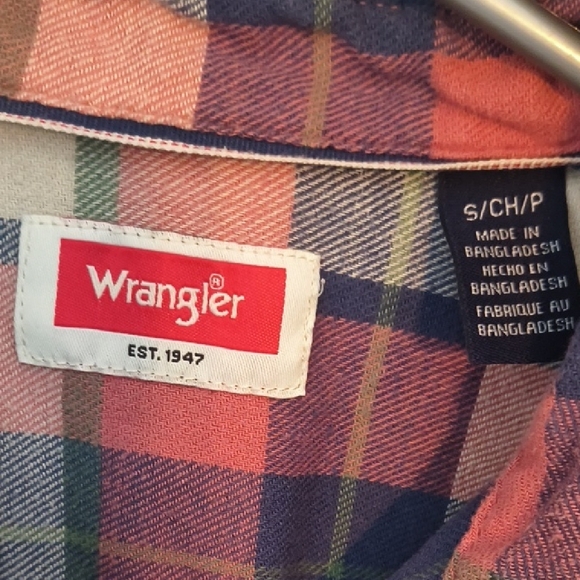 Wrangler®
EST. 1947
S/CH/P
MADE IN
BANGLADESH
HECHO EN
BANGLADESH
FABRIQUE AU
BANGLADESH